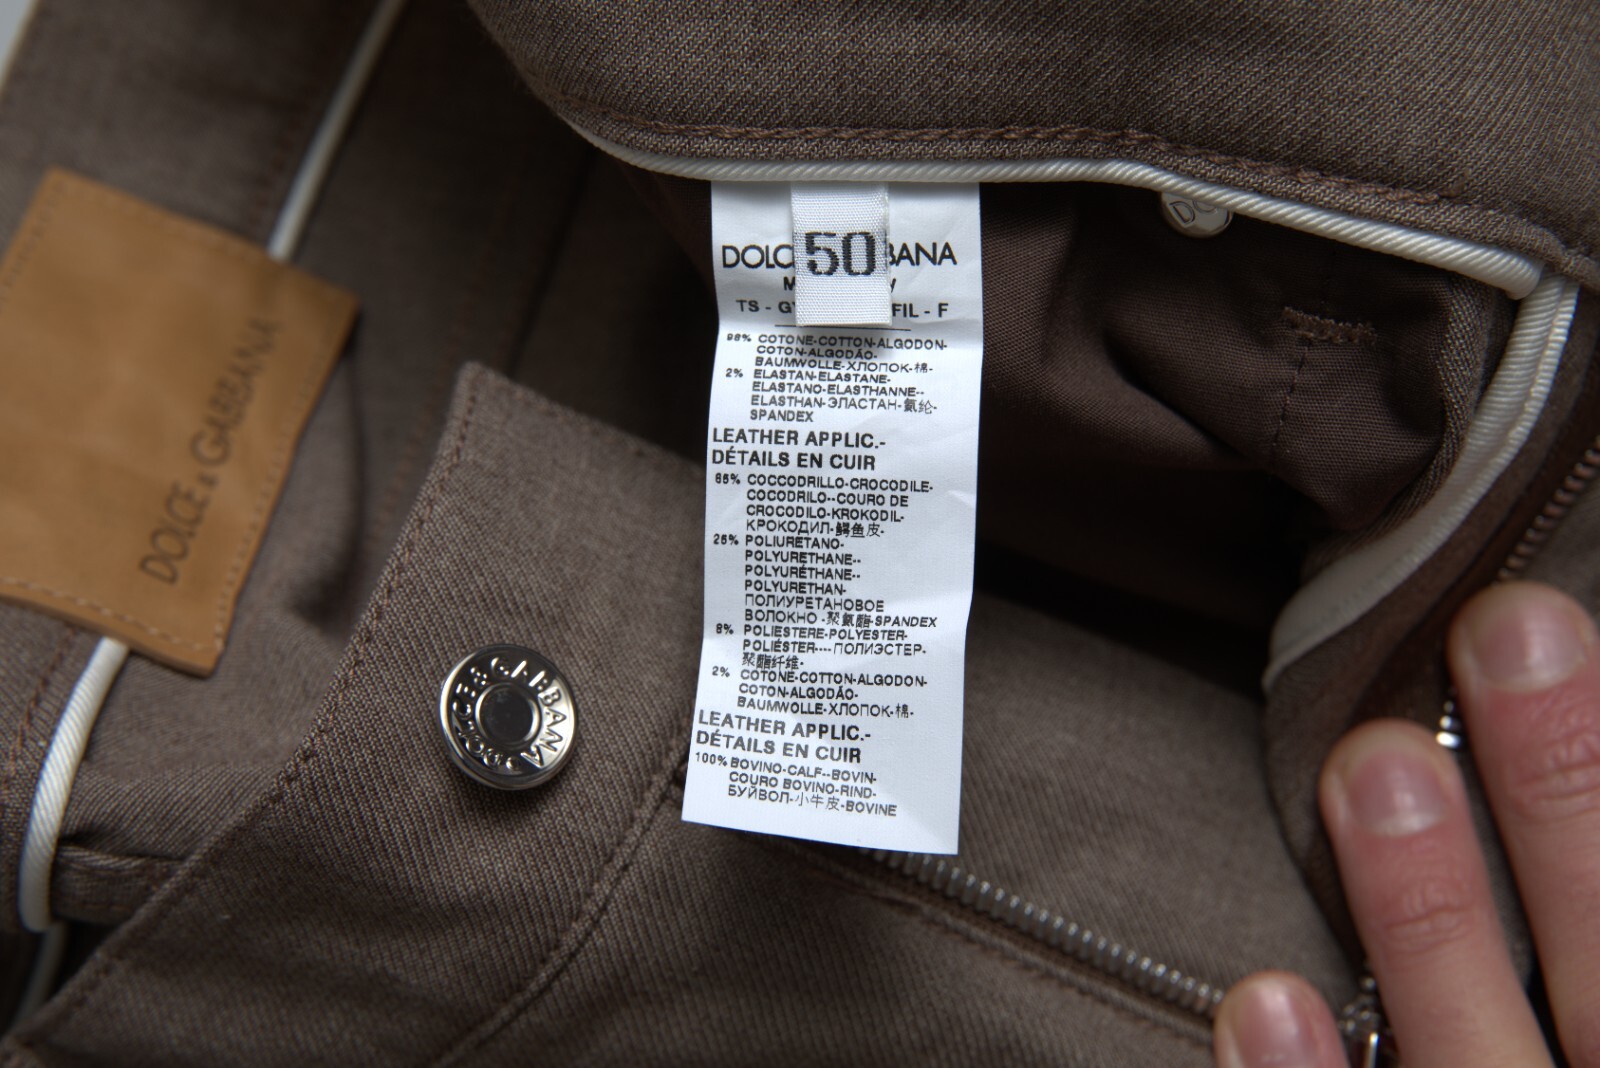 DOLCE & GABBANA
DOLCE & GABBANA
DG
50
DOLC BANA
TS - G FIL - F
98% COTONE-COTTON-ALGODON-
COTON-ALGODÃO-
BAUMWOLLE-ХЛОПОК-棉-
2% ELASTAN-ELASTANE-
ELASTANO-ELASTHANNE--
ELASTHAN-ЭЛАСТАН-氨纶-
SPANDEX
LEATHER APPLIC.-
DÉTAILS EN CUIR
65% COCCODRILLO-CROCODILE-
COCODRILO--COURO DE
CROCODILO-KROKODIL-
КРОКОДИЛ-鳄鱼皮-
25% POLIURETANO-
POLYURETHANE--
POLYURÉTHANE--
POLYURETHAN-
ПОЛИУРЕТАНОВОЕ
ВОЛОКНО -聚氨酯-SPANDEX
8% POLIESTERE-POLYESTER-
POLIÉSTER----ПОЛИЭСТЕР-
聚酯纤维-
2% COTONE-COTTON-ALGODON-
COTON-ALGODÃO-
BAUMWOLLE-ХЛОПОК-棉-
LEATHER APPLIC.-
DÉTAILS EN CUIR
100% BOVINO-CALF--BOVIN-
COURO BOVINO-RIND-
БУЙВОЛ-小牛皮-BOVINE